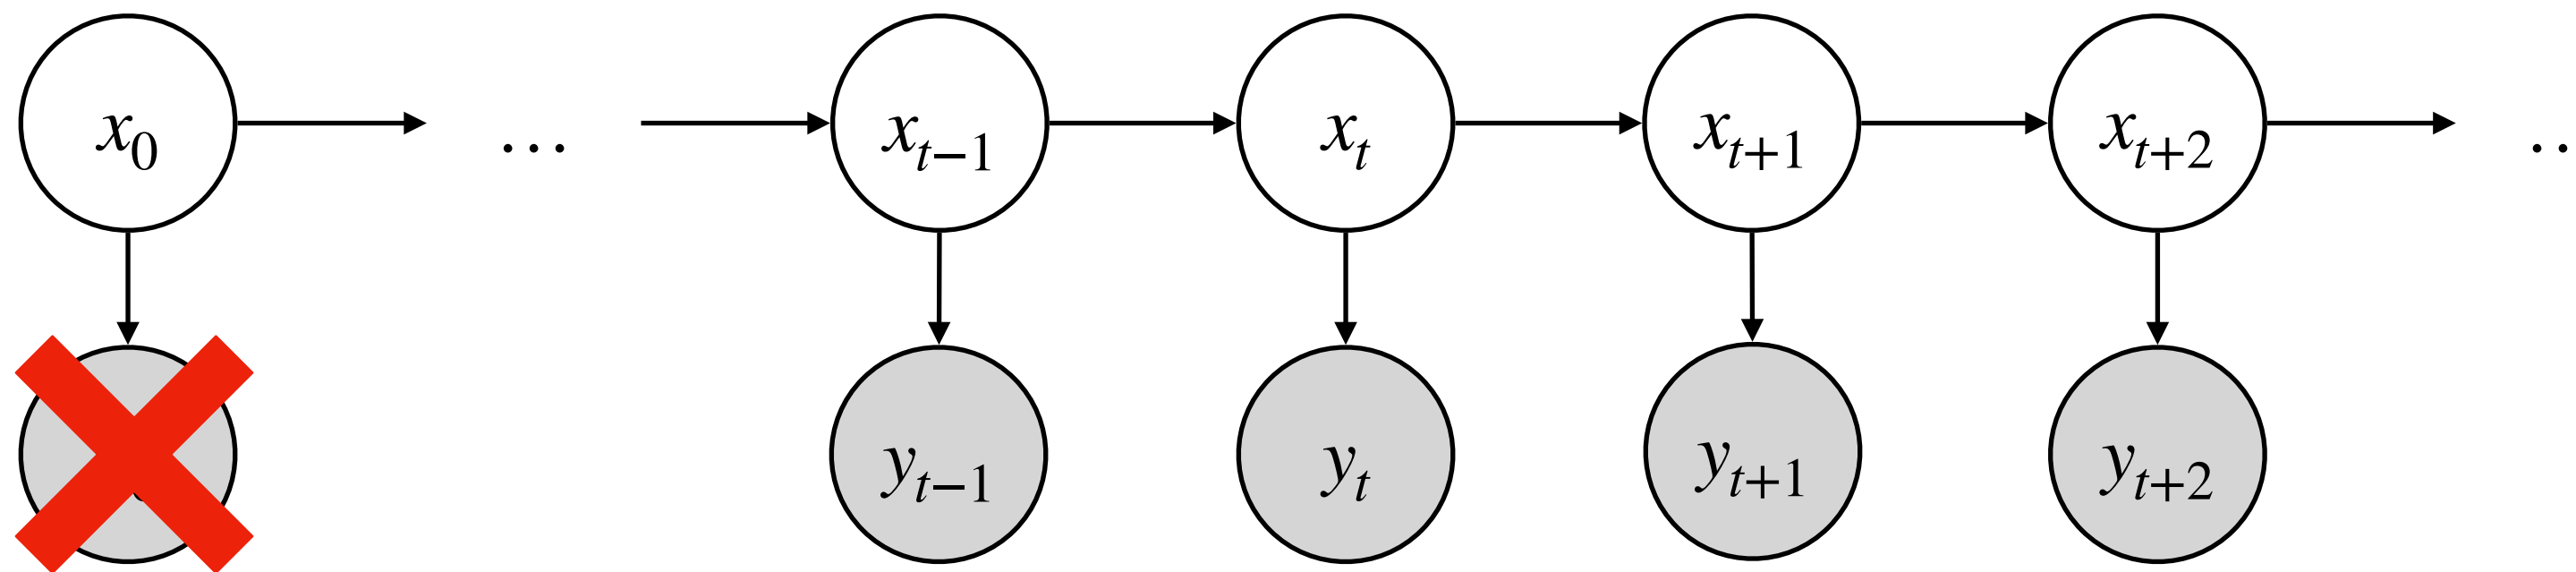 x₀ … xₜ₋₁ xₜ xₜ₊₁ xₜ₊₂ ..
yₜ₋₁ yₜ yₜ₊₁ yₜ₊₂